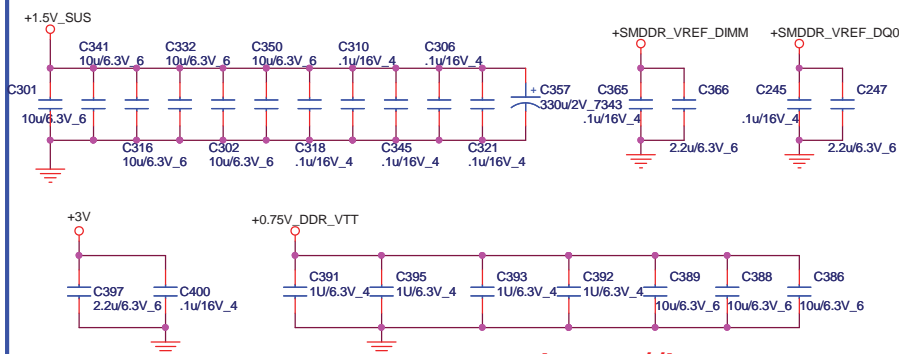 +1.5V_SUS
+SMDDR_VREF_DIMM
+SMDDR_VREF_DQ0
C341
10u/6.3V_6
C332
10u/6.3V_6
C350
10u/6.3V_6
C310
.1u/16V_4
C306
.1u/16V_4
C301
10u/6.3V_6
+
C357
330u/2V_7343
C365
.1u/16V_4
C366
2.2u/6.3V_6
C245
.1u/16V_4
C247
2.2u/6.3V_6
C316
10u/6.3V_6
C302
10u/6.3V_6
C318
.1u/16V_4
C345
.1u/16V_4
C321
.1u/16V_4
+3V
+0.75V_DDR_VTT
C397
2.2u/6.3V_6
C400
.1u/16V_4
C391
1U/6.3V_4
C395
1U/6.3V_4
C393
1U/6.3V_4
C392
1U/6.3V_4
C389
10u/6.3V_6
C388
10u/6.3V_6
C386
10u/6.3V_6